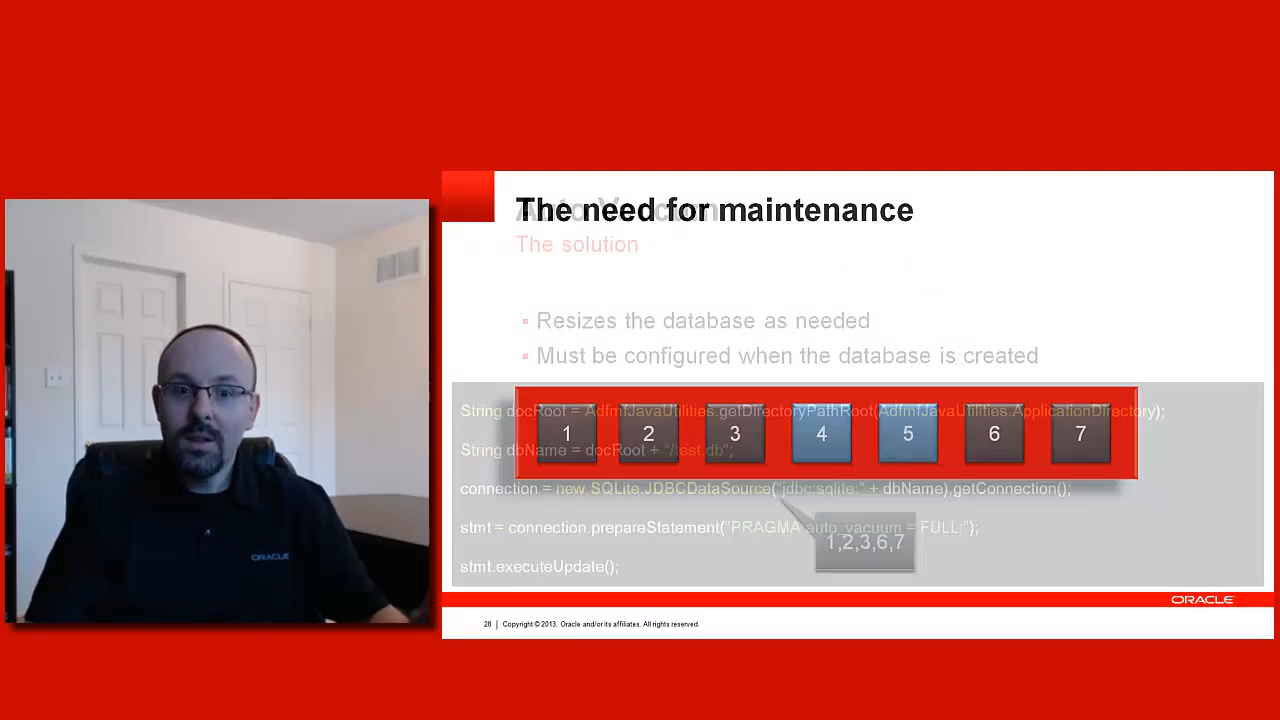 The need for maintenance
Auto Vacuum
The solution
Resizes the database as needed
Must be configured when the database is created
String docRoot = AdfmfJavaUtilities.getDirectoryPathRoot(AdfmfJavaUtilities.ApplicationDirectory);
1 2 3 4 5 6 7
String dbName = docRoot + "/test.db";
connection = new SQLite.JDBCDataSource("jdbc:sqlite:" + dbName).getConnection();
stmt = connection.prepareStatement("PRAGMA auto_vacuum = FULL;");
1,2,3,6,7
stmt.executeUpdate();
ORACLE
ORACLE
28 | Copyright © 2013, Oracle and/or its affiliates. All rights reserved.